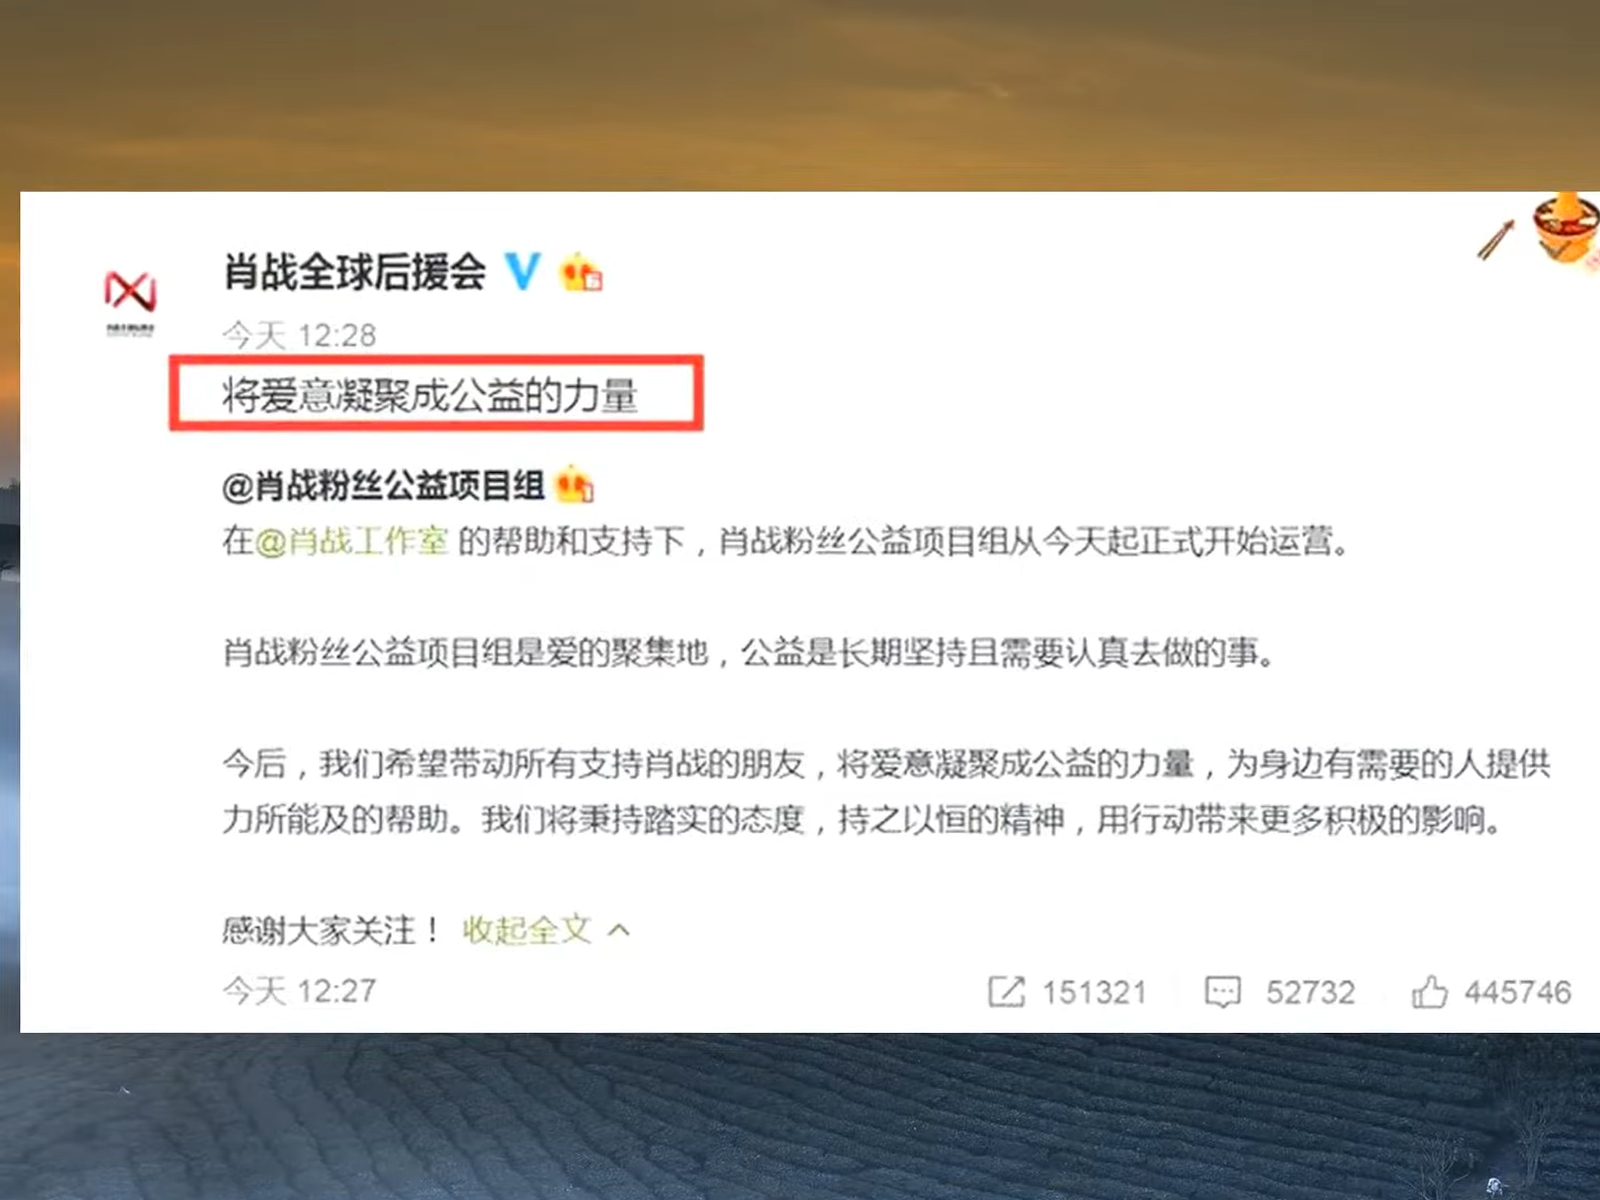 肖战全球后援会
今天 12:28
将爱意凝聚成公益的力量
@肖战粉丝公益项目组
在@肖战工作室 的帮助和支持下，肖战粉丝公益项目组从今天起正式开始运营。
肖战粉丝公益项目组是爱的聚集地，公益是长期坚持且需要认真去做的事。
今后，我们希望带动所有支持肖战的朋友，将爱意凝聚成公益的力量，为身边有需要的人提供
力所能及的帮助。我们将秉持踏实的态度，持之以恒的精神，用行动带来更多积极的影响。
感谢大家关注！ 收起全文
今天 12:27 151321 52732 445746